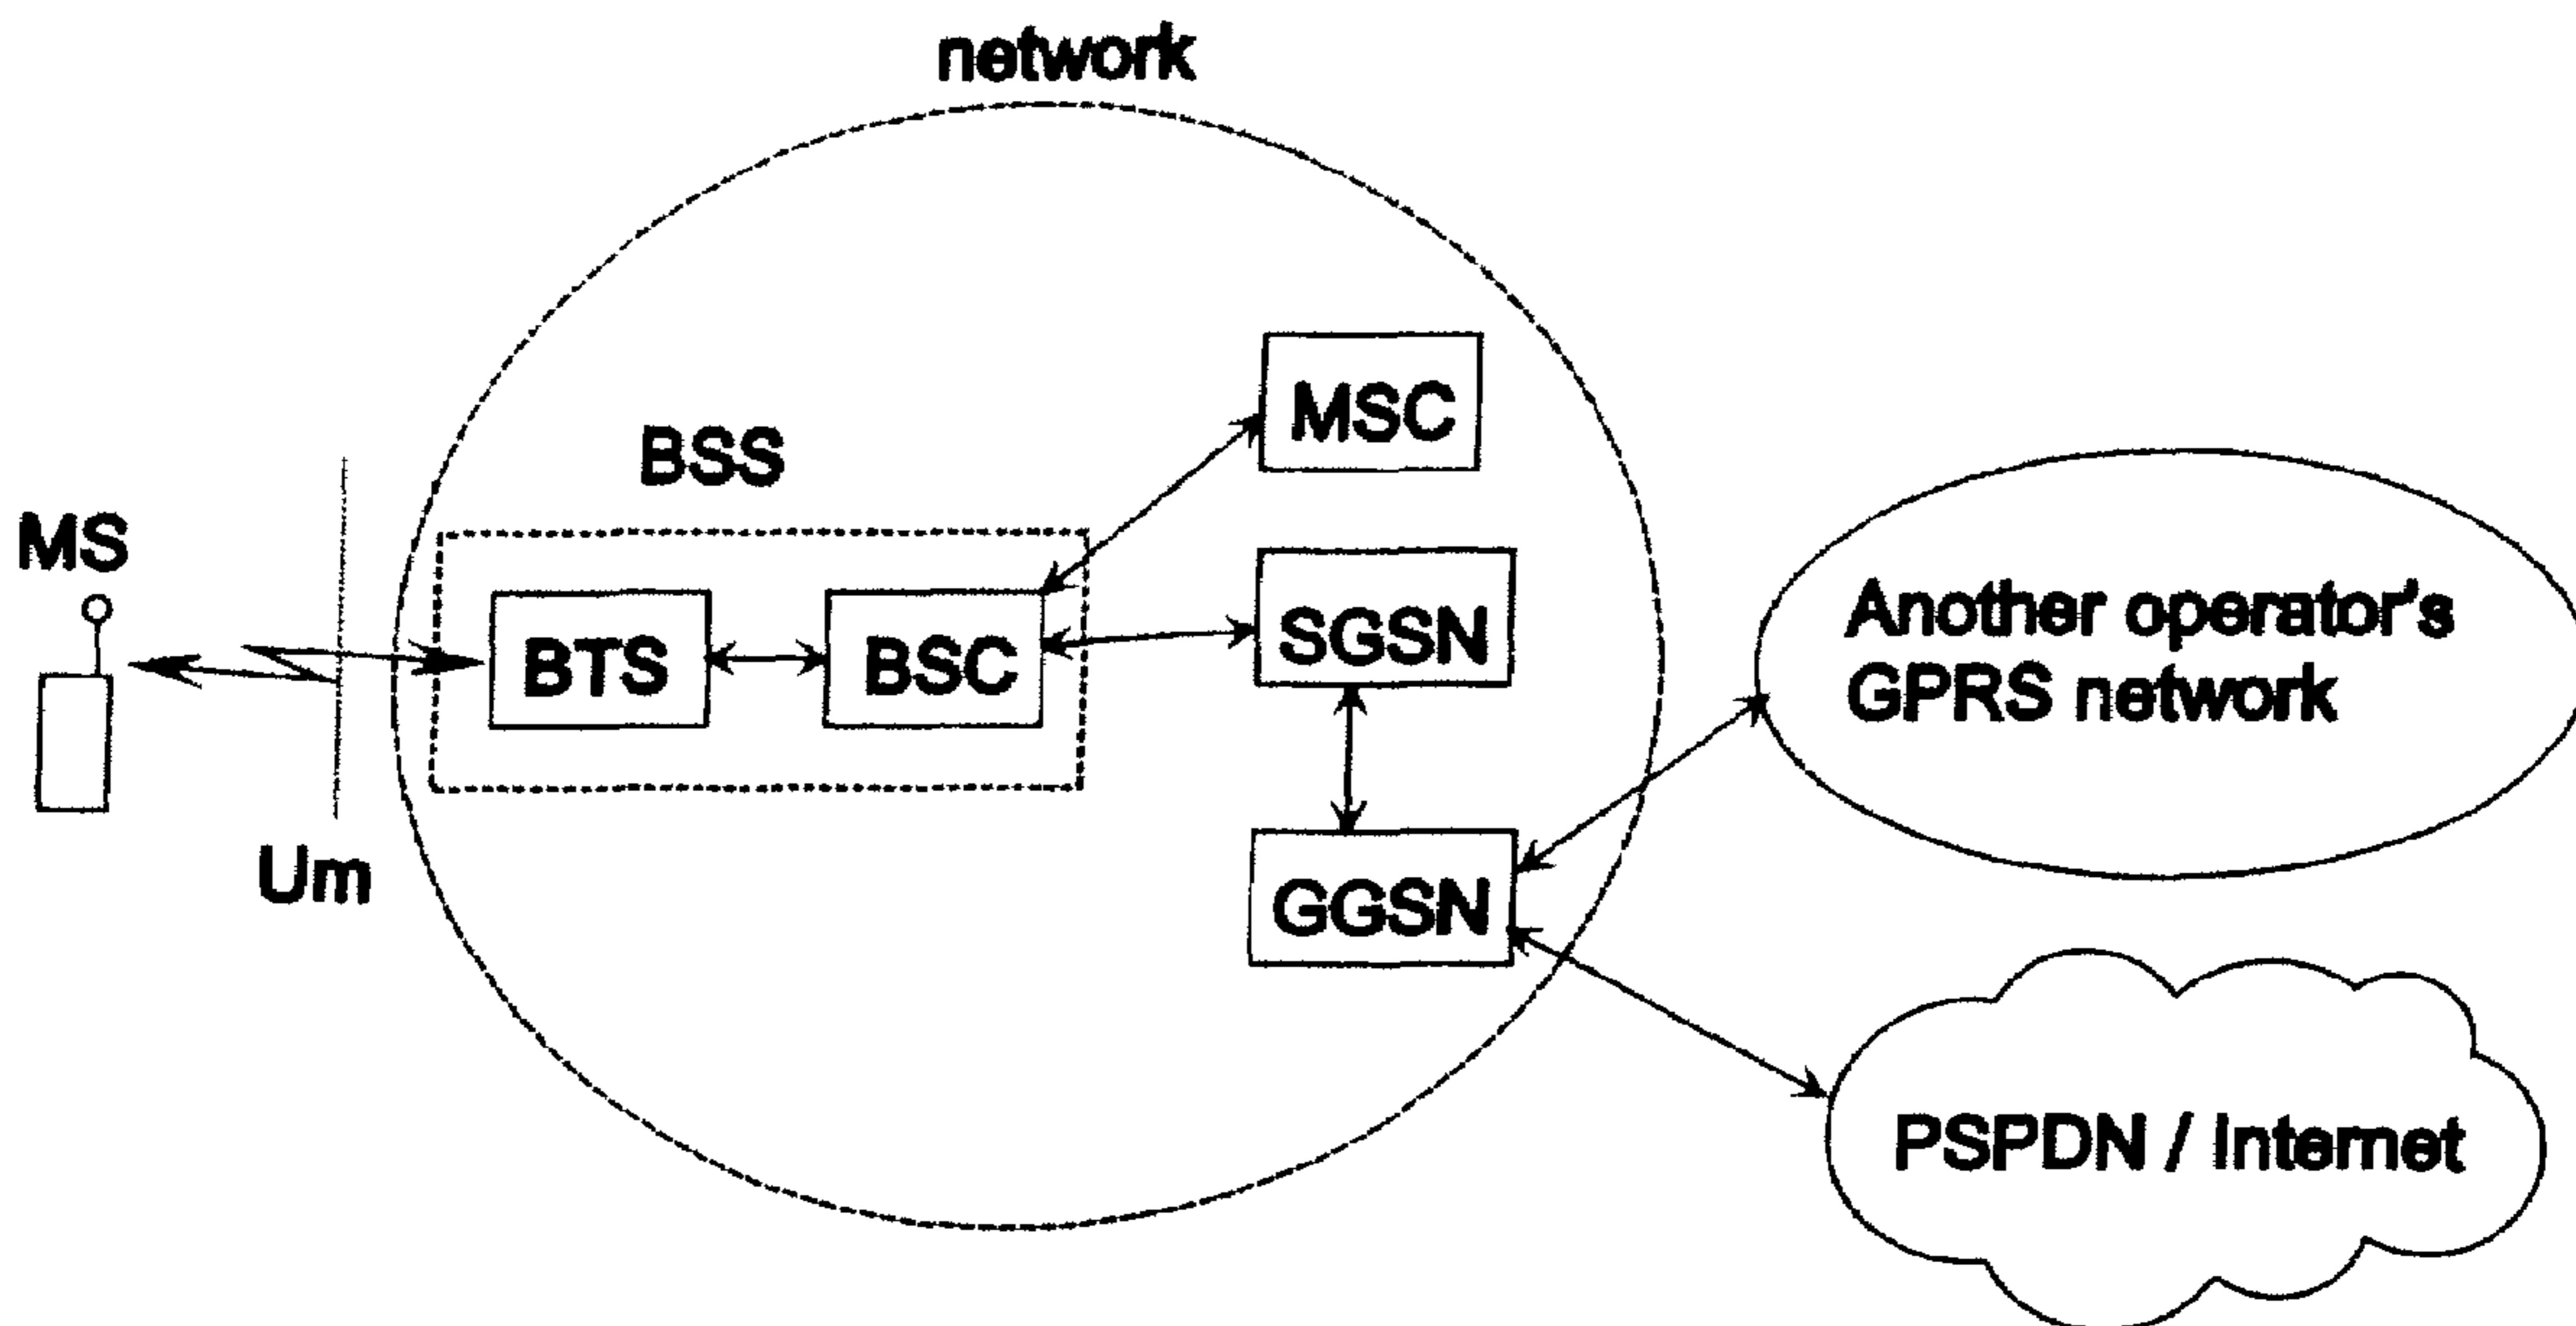 network
MSC
BSS
MS
BTS
BSC
SGSN
Another operator's
GPRS network
Um
GGSN
PSPDN / Internet